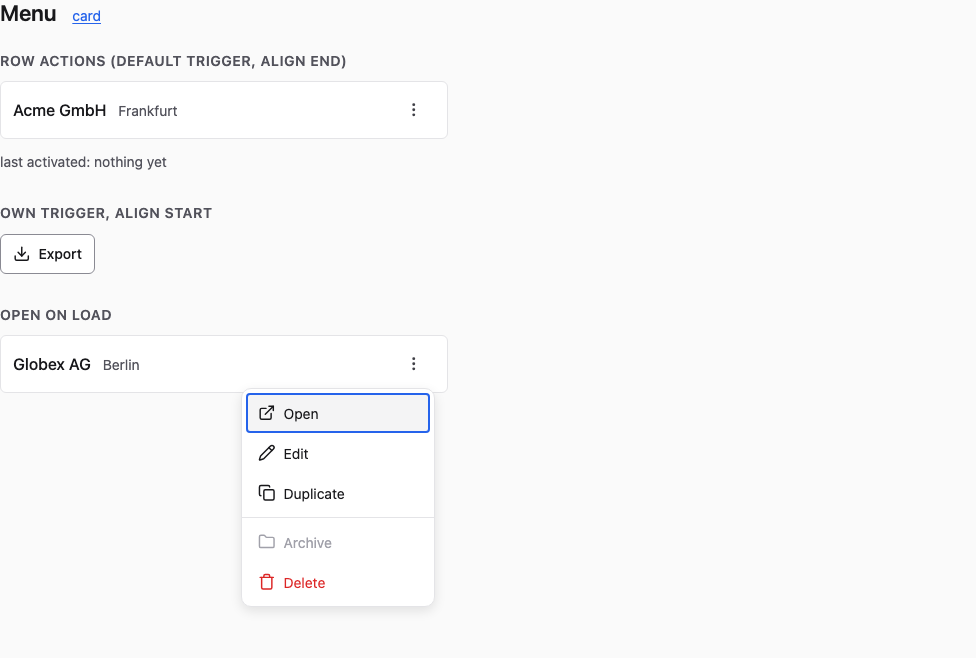 Menu card
ROW ACTIONS (DEFAULT TRIGGER, ALIGN END)
Acme GmbH Frankfurt
last activated: nothing yet
OWN TRIGGER, ALIGN START
Export
OPEN ON LOAD
Globex AG Berlin
Open
Edit
Duplicate
Archive
Delete